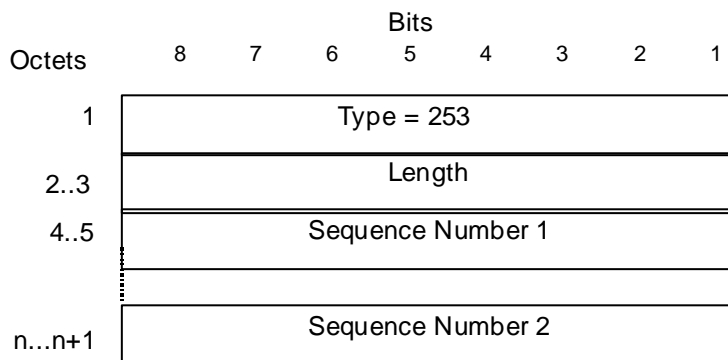 Bits
Octets 8 7 6 5 4 3 2 1
1 Type = 253
2..3 Length
4..5 Sequence Number 1
n...n+1 Sequence Number 2